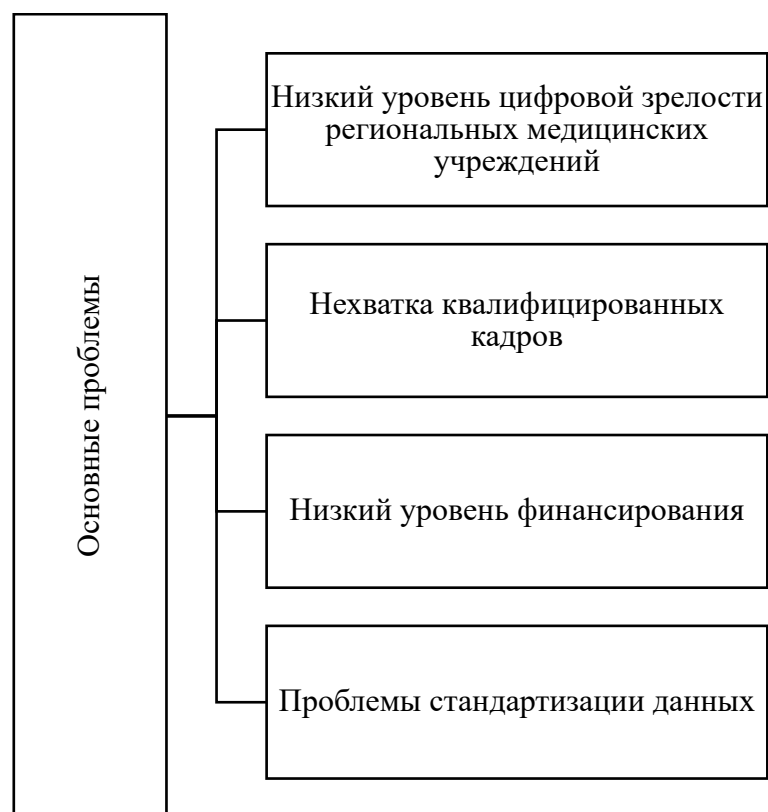 Основные проблемы
Низкий уровень цифровой зрелости
региональных медицинских
учреждений
Нехватка квалифицированных
кадров
Низкий уровень финансирования
Проблемы стандартизации данных